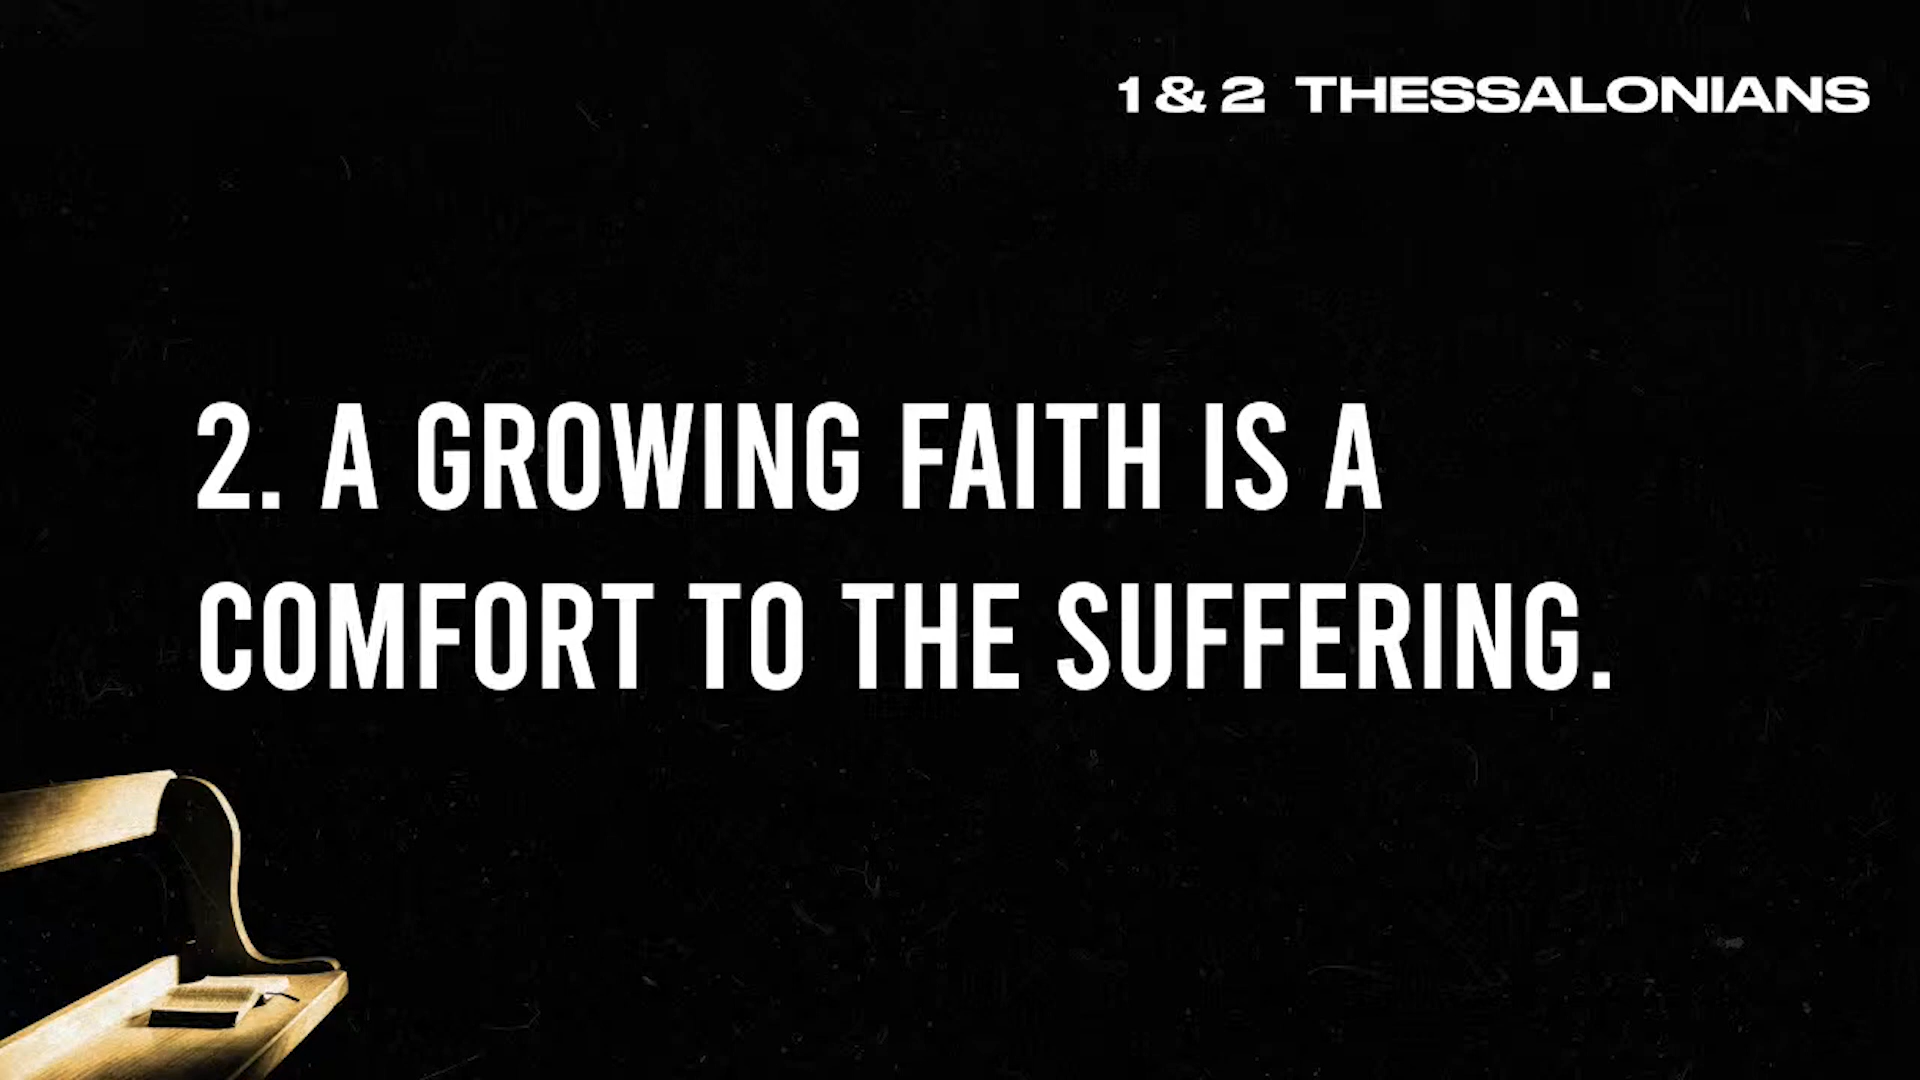 1 & 2 THESSALONIANS
2. A GROWING FAITH IS A
COMFORT TO THE SUFFERING.